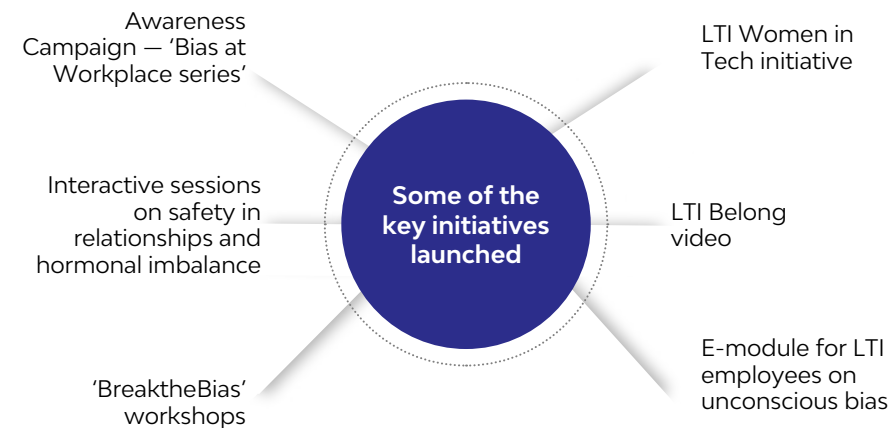 Awareness
Campaign — ‘Bias at
Workplace series’
LTI Women in
Tech initiative
Interactive sessions
on safety in
relationships and
hormonal imbalance
Some of the
key initiatives
launched
LTI Belong
video
‘BreaktheBias’
workshops
E-module for LTI
employees on
unconscious bias